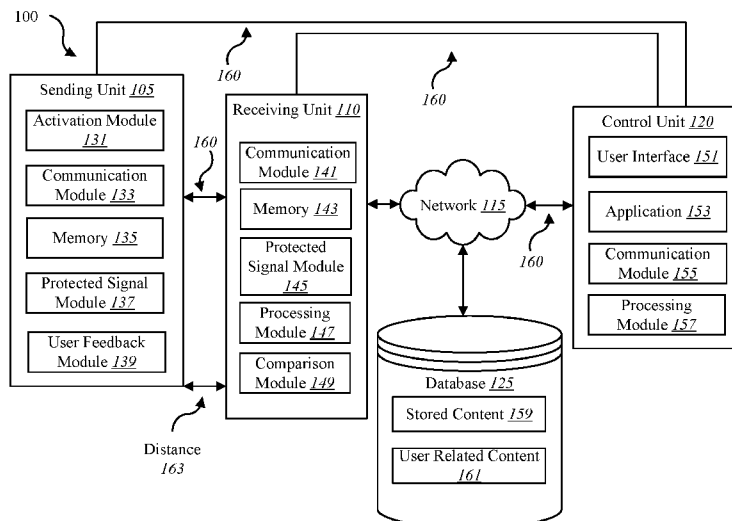 100
160
160
Sending Unit 105
Activation Module
131
Communication
Module 133
Memory 135
Protected Signal
Module 137
User Feedback
Module 139
160
Distance
163
Receiving Unit 110
Communication
Module 141
Memory 143
Protected
Signal Module
145
Processing
Module 147
Comparison
Module 149
Network 115
160
Database 125
Stored Content 159
User Related Content
161
Control Unit 120
User Interface 151
Application 153
Communication
Module 155
Processing
Module 157